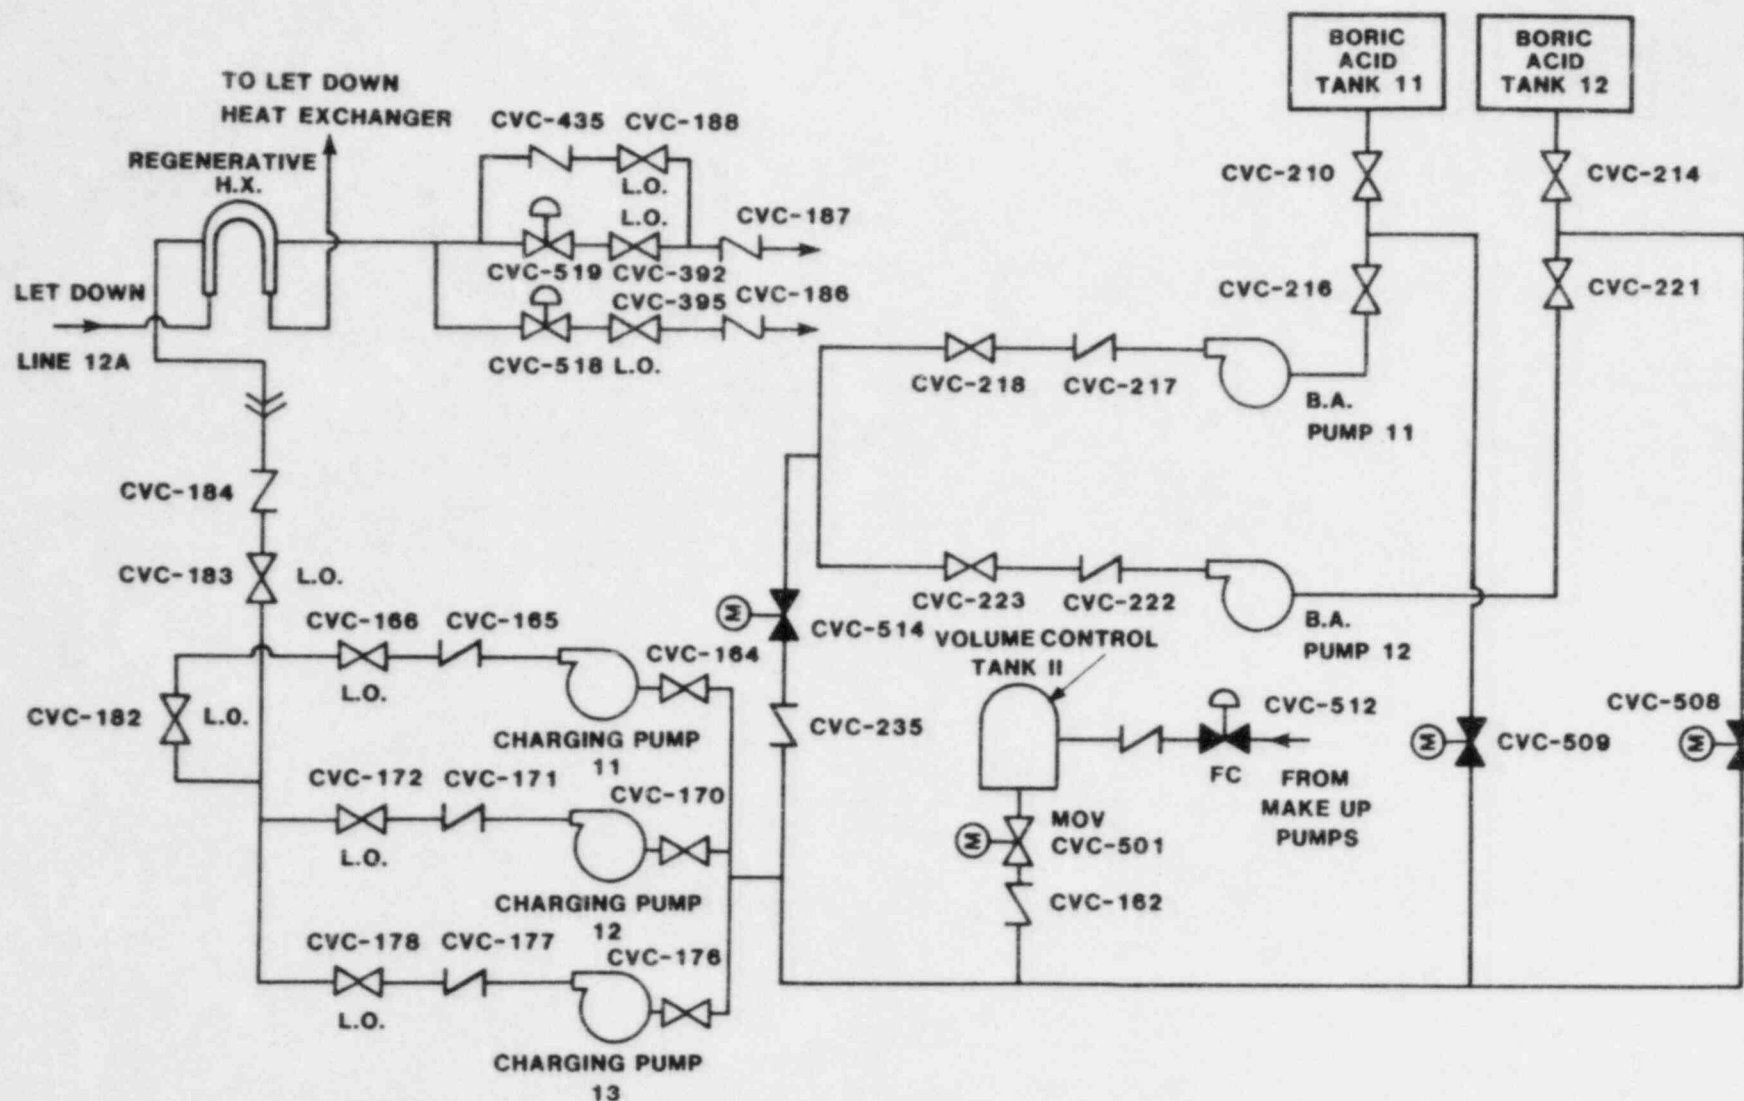 BORIC
ACID
TANK 11
BORIC
ACID
TANK 12
TO LET DOWN
HEAT EXCHANGER
CVC-435
CVC-188
REGENERATIVE
H.X.
L.O.
L.O.
CVC-187
CVC-210
CVC-214
CVC-519
CVC-392
CVC-395
CVC-186
CVC-216
CVC-221
LET DOWN
LINE 12A
CVC-518
L.O.
CVC-218
CVC-217
B.A.
PUMP 11
CVC-184
CVC-183
L.O.
CVC-223
CVC-222
B.A.
PUMP 12
M
CVC-514
VOLUME CONTROL
TANK II
CVC-166
CVC-165
CVC-164
L.O.
CVC-182
L.O.
CHARGING PUMP
11
CVC-235
CVC-512
FC
FROM
MAKE UP
PUMPS
M
CVC-509
CVC-508
M
CVC-172
CVC-171
CVC-170
L.O.
CHARGING PUMP
12
M
MOV
CVC-501
CVC-162
CVC-178
CVC-177
CVC-176
L.O.
CHARGING PUMP
13